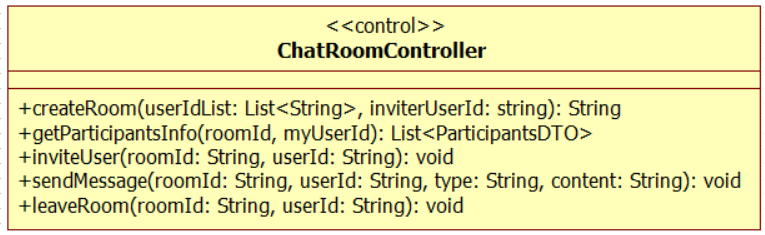 <<control>>
ChatRoomController
+createRoom(userIdList: List<String>, inviterUserId: string): String
+getParticipantsInfo(roomId, myUserId): List<ParticipantsDTO>
+inviteUser(roomId: String, userId: String): void
+sendMessage(roomId: String, userId: String, type: String, content: String): void
+leaveRoom(roomId: String, userId: String): void